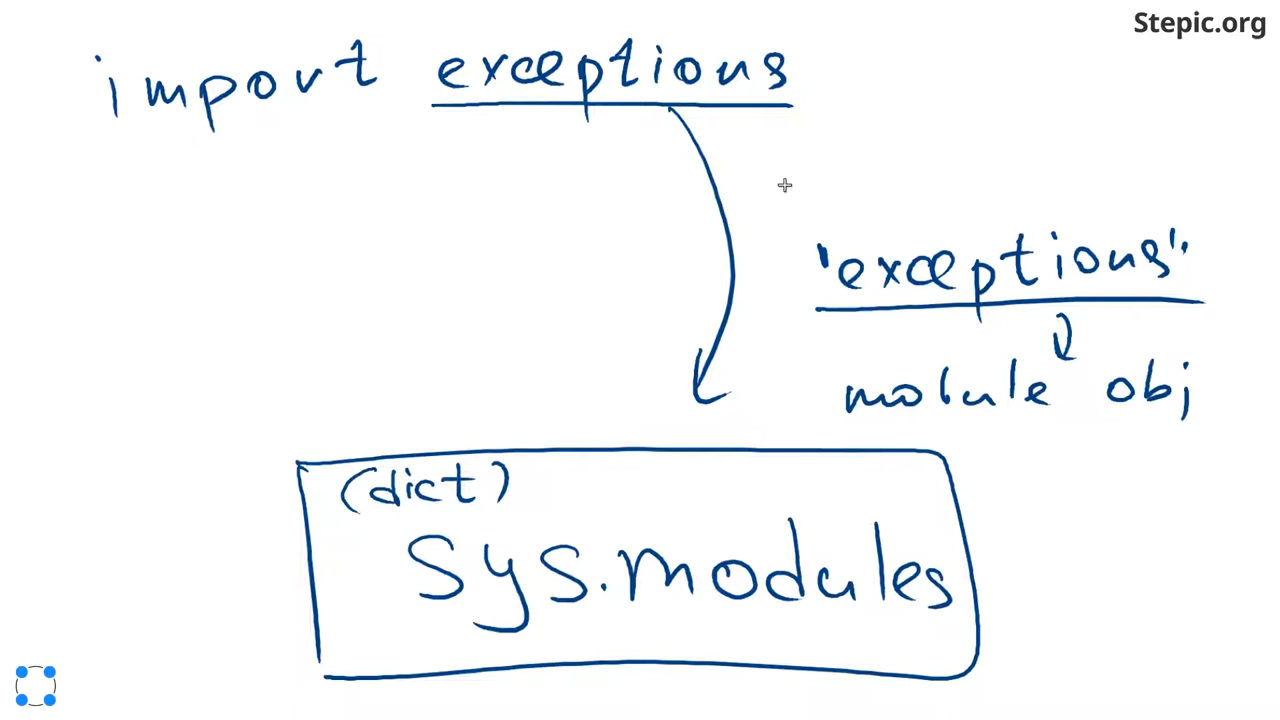 Stepic.org
import exceptions
'exceptions'
module obj
(dict)
sys.modules